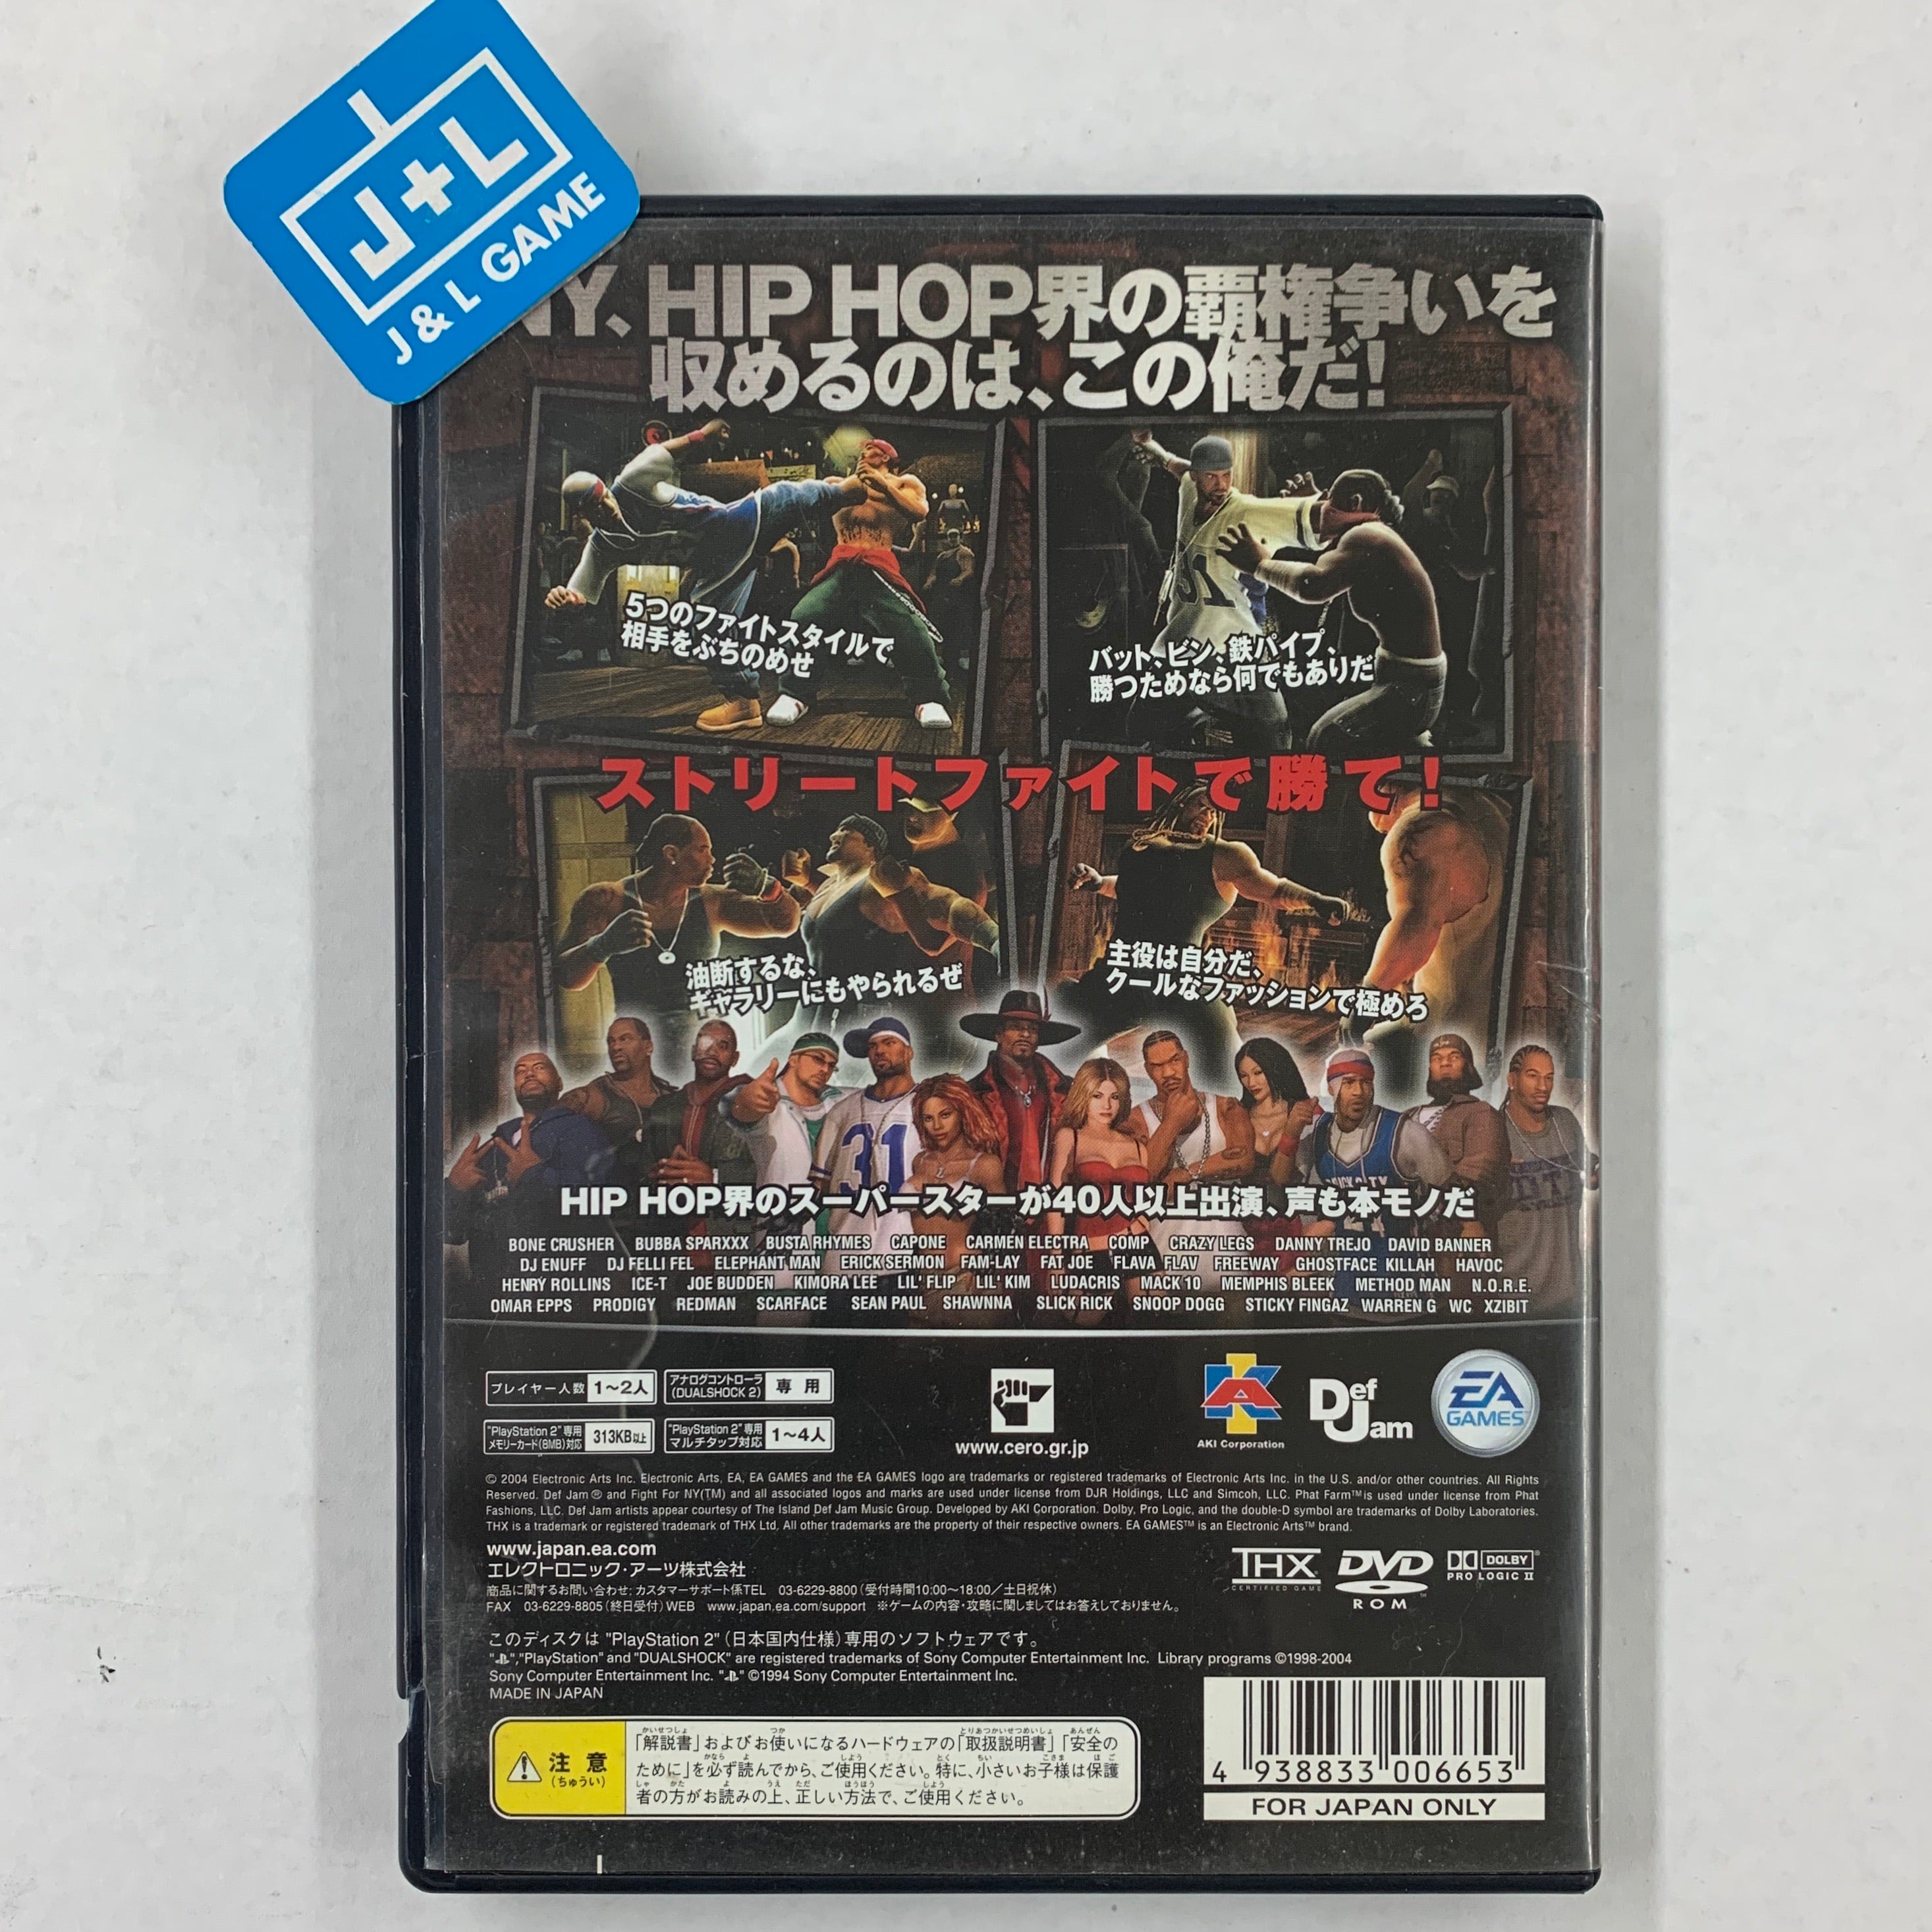 J+L
J & L GAME
NY、HIP HOP界の覇権争いを
収めるのは、この俺だ!
5つのファイトスタイルで
相手をぶちのめせ
バット、ビン、鉄パイプ、
勝つためなら何でもありだ
ストリートファイトで勝て!
油断するな、
ギャラリーにもやられるぜ
主役は自分だ、
クールなファッションで極めろ
31
HIP HOP界のスーパースターが40人以上出演、声も本モノだ
BONE CRUSHER BUBBA SPARXXX BUSTA RHYMES CAPONE CARMEN ELECTRA COMP CRAZY LEGS DANNY TREJO DAVID BANNER
DJ ENUFF DJ FELLI FEL ELEPHANT MAN ERICK SERMON FAM-LAY FAT JOE FLAVA FLAV FREEWAY GHOSTFACE KILLAH HAVOC
HENRY ROLLINS ICE-T JOE BUDDEN KIMORA LEE LIL' FLIP LIL' KIM LUDACRIS MACK 10 MEMPHIS BLEEK METHOD MAN N.O.R.E.
OMAR EPPS PRODIGY REDMAN SCARFACE SEAN PAUL SHAWNNA SLICK RICK SNOOP DOGG STICKY FINGAZ WARREN G WC XZIBIT
プレイヤー人数 1〜2人
アナログコントローラ
(DUALSHOCK 2) 専用
"PlayStation 2"専用
メモリーカード(8MB)対応 313KB以上
"PlayStation 2"専用
マルチタップ対応 1〜4人
www.cero.gr.jp
AKI Corporation
Def Jam
EA GAMES
© 2004 Electronic Arts Inc. Electronic Arts, EA, EA GAMES and the EA GAMES logo are trademarks or registered trademarks of Electronic Arts Inc. in the U.S. and/or other countries. All Rights
Reserved. Def Jam ® and Fight For NY(TM) and all associated logos and marks are used under license from DJR Holdings, LLC and Simcoh, LLC. Phat Farm™ is used under license from Phat
Fashions, LLC. Def Jam artists appear courtesy of The Island Def Jam Music Group. Developed by AKI Corporation. Dolby, Pro Logic, and the double-D symbol are trademarks of Dolby Laboratories.
THX is a trademark or registered trademark of THX Ltd. All other trademarks are the property of their respective owners. EA GAMES™ is an Electronic Arts™ brand.
www.japan.ea.com
エレクトロニック・アーツ株式会社
商品に関するお問い合わせ:カスタマーサポート係TEL 03-6229-8800(受付時間10:00〜18:00/土日祝休)
FAX 03-6229-8805(終日受付)WEB www.japan.ea.com/support ※ゲームの内容・攻略に関しましてはお答えしておりません。
THX
CERTIFIED GAME
DVD
ROM
DOLBY
PRO LOGIC II
このディスクは "PlayStation 2"(日本国内仕様)専用のソフトウェアです。
" ","PlayStation" and "DUALSHOCK" are registered trademarks of Sony Computer Entertainment Inc. Library programs ©1998-2004
Sony Computer Entertainment Inc. " " ©1994 Sony Computer Entertainment Inc.
MADE IN JAPAN
注意
(ちゅうい)
「解説書」およびお使いになるハードウェアの「取扱説明書」「安全の
ために」を必ず読んでから、ご使用ください。特に、小さいお子様は保護
者の方がお読みの上、正しい方法で、ご使用ください。
4 938833 006653
FOR JAPAN ONLY